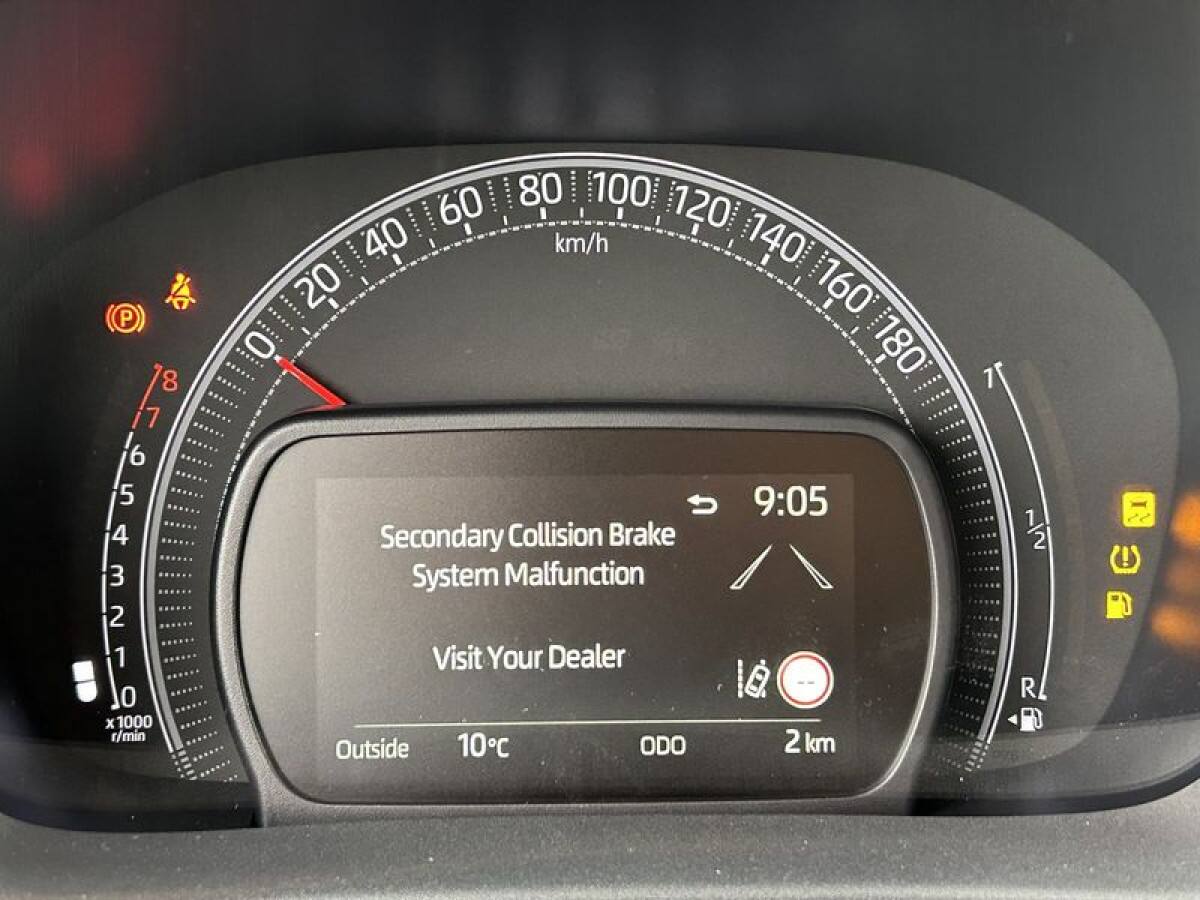 0
20
40
60
80
100
120
140
160
180
km/h
P
8
7
6
5
4
3
2
1
0
x1000
r/min
9:05
Secondary Collision Brake
System Malfunction
Visit Your Dealer
--
Outside 10°C ODO 2 km
1
1/2
R